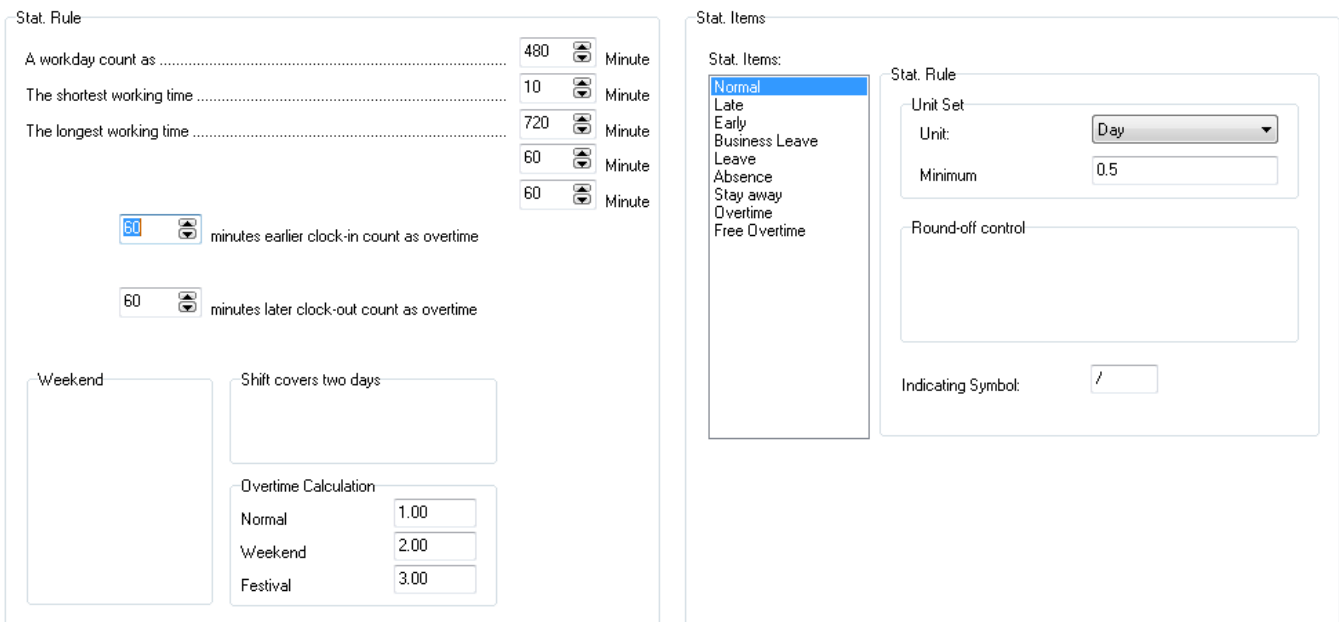 Stat. Rule
A workday count as ................................................................................ 480 Minute
The shortest working time ....................................................................... 10 Minute
The longest working time ........................................................................ 720 Minute
60 Minute
60 Minute
60 minutes earlier clock-in count as overtime
60 minutes later clock-out count as overtime
Weekend
Shift covers two days
Overtime Calculation
Normal 1.00
Weekend 2.00
Festival 3.00
Stat. Items
Stat. Items:
Normal
Late
Early
Business Leave
Leave
Absence
Stay away
Overtime
Free Overtime
Stat. Rule
Unit Set
Unit: Day
Minimum 0.5
Round-off control
Indicating Symbol: /